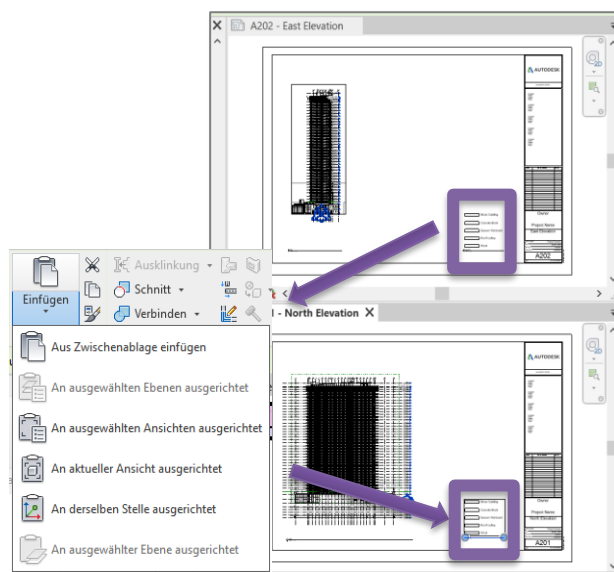 A202 - East Elevation
AUTODESK
Owner
Project Name
East Elevation
A202
Einfügen
Ausklinkung
Schnitt
Verbinden
Aus Zwischenablage einfügen
An ausgewählten Ebenen ausgerichtet
An ausgewählten Ansichten ausgerichtet
An aktueller Ansicht ausgerichtet
An derselben Stelle ausgerichtet
An ausgewählter Ebene ausgerichtet
- North Elevation
AUTODESK
Owner
Project Name
North Elevation
A201